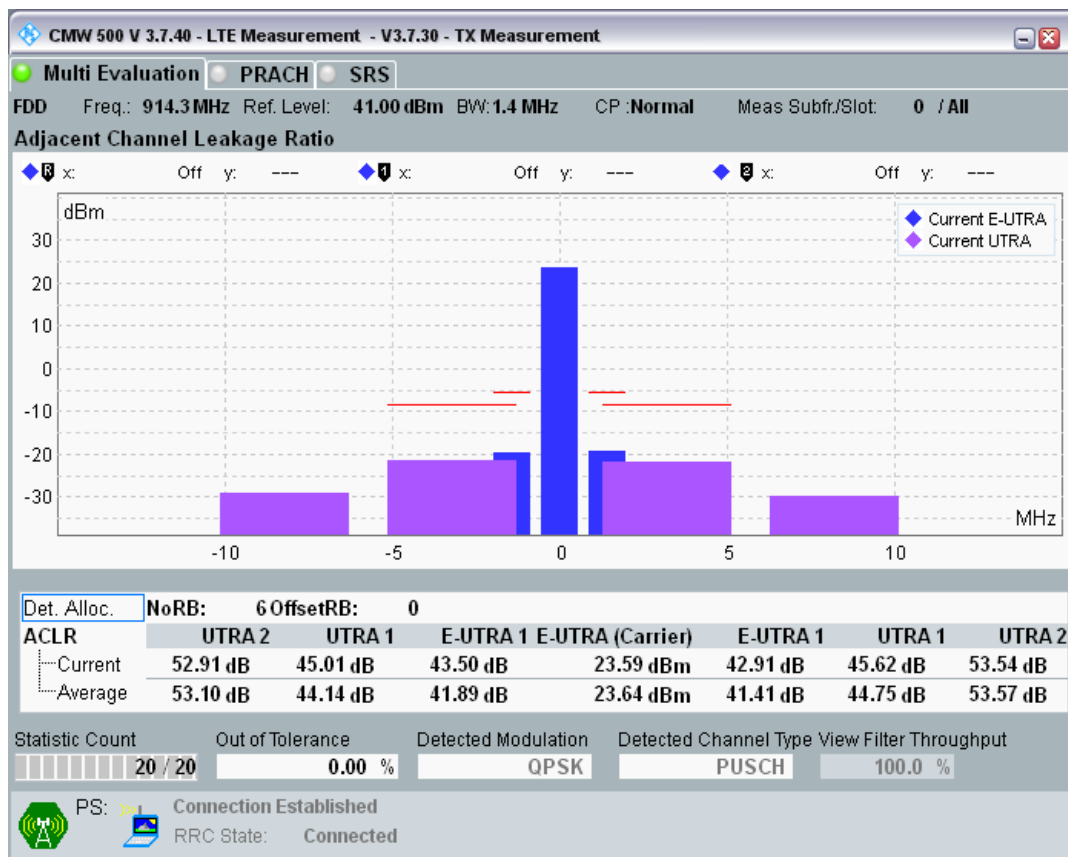 CMW 500 V 3.7.40 - LTE Measurement - V3.7.30 - TX Measurement
Multi Evaluation PRACH SRS
FDD Freq.: 914.3 MHz Ref. Level: 41.00 dBm BW: 1.4 MHz CP :Normal Meas Subfr./Slot: 0 / All
Adjacent Channel Leakage Ratio
R x: Off y: --- 1 x: Off y: --- 2 x: Off y: ---
dBm
Current E-UTRA
Current UTRA
30
20
10
0
-10
-20
-30
MHz
-10 -5 0 5 10
Det. Alloc. NoRB: 6 OffsetRB: 0
ACLR UTRA 2 UTRA 1 E-UTRA 1 E-UTRA (Carrier) E-UTRA 1 UTRA 1 UTRA 2
Current 52.91 dB 45.01 dB 43.50 dB 23.59 dBm 42.91 dB 45.62 dB 53.54 dB
Average 53.10 dB 44.14 dB 41.89 dB 23.64 dBm 41.41 dB 44.75 dB 53.57 dB
Statistic Count Out of Tolerance Detected Modulation Detected Channel Type View Filter Throughput
20 / 20 0.00 % QPSK PUSCH 100.0 %
PS: Connection Established
RRC State: Connected